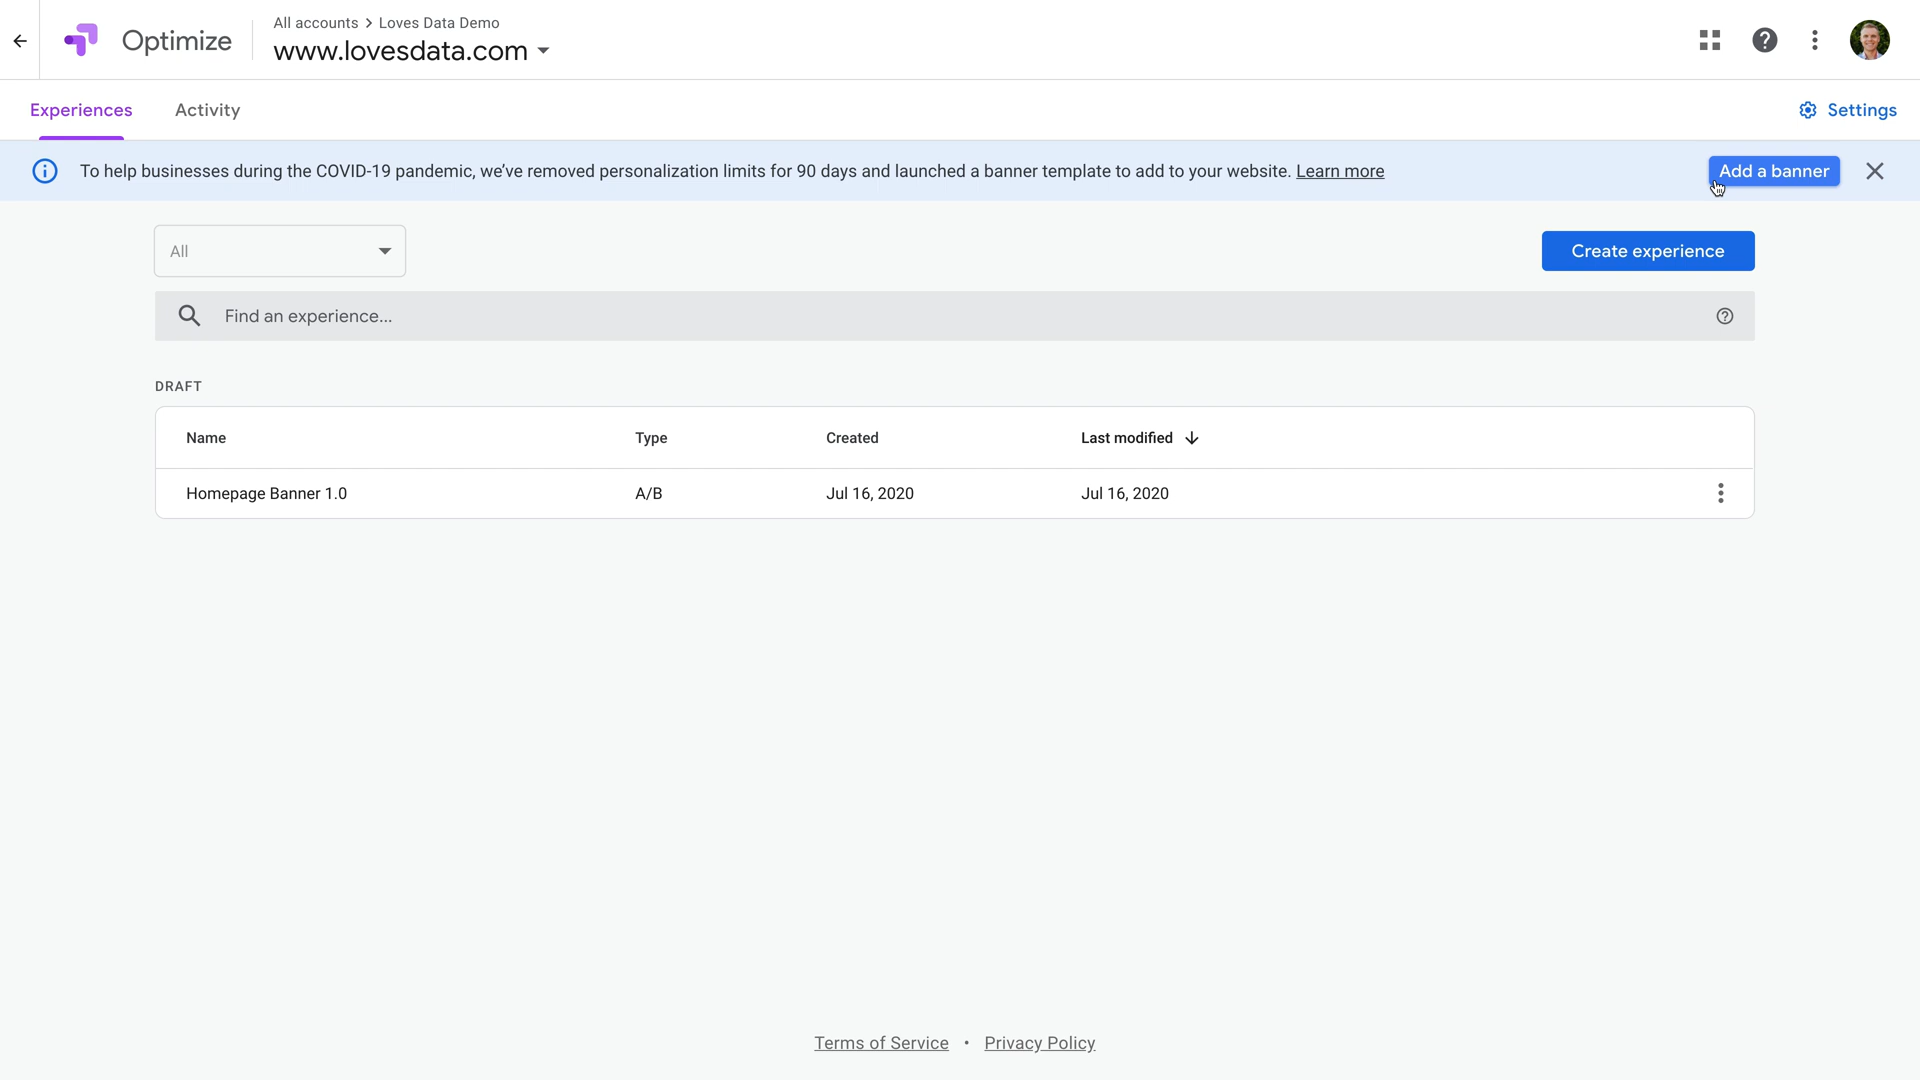 Optimize
All accounts > Loves Data Demo
www.lovesdata.com
Experiences
Activity
Settings
To help businesses during the COVID-19 pandemic, we've removed personalization limits for 90 days and launched a banner template to add to your website. Learn more
Add a banner
All
Create experience
Find an experience...
DRAFT
Name Type Created Last modified
Homepage Banner 1.0 A/B Jul 16, 2020 Jul 16, 2020
Terms of Service • Privacy Policy